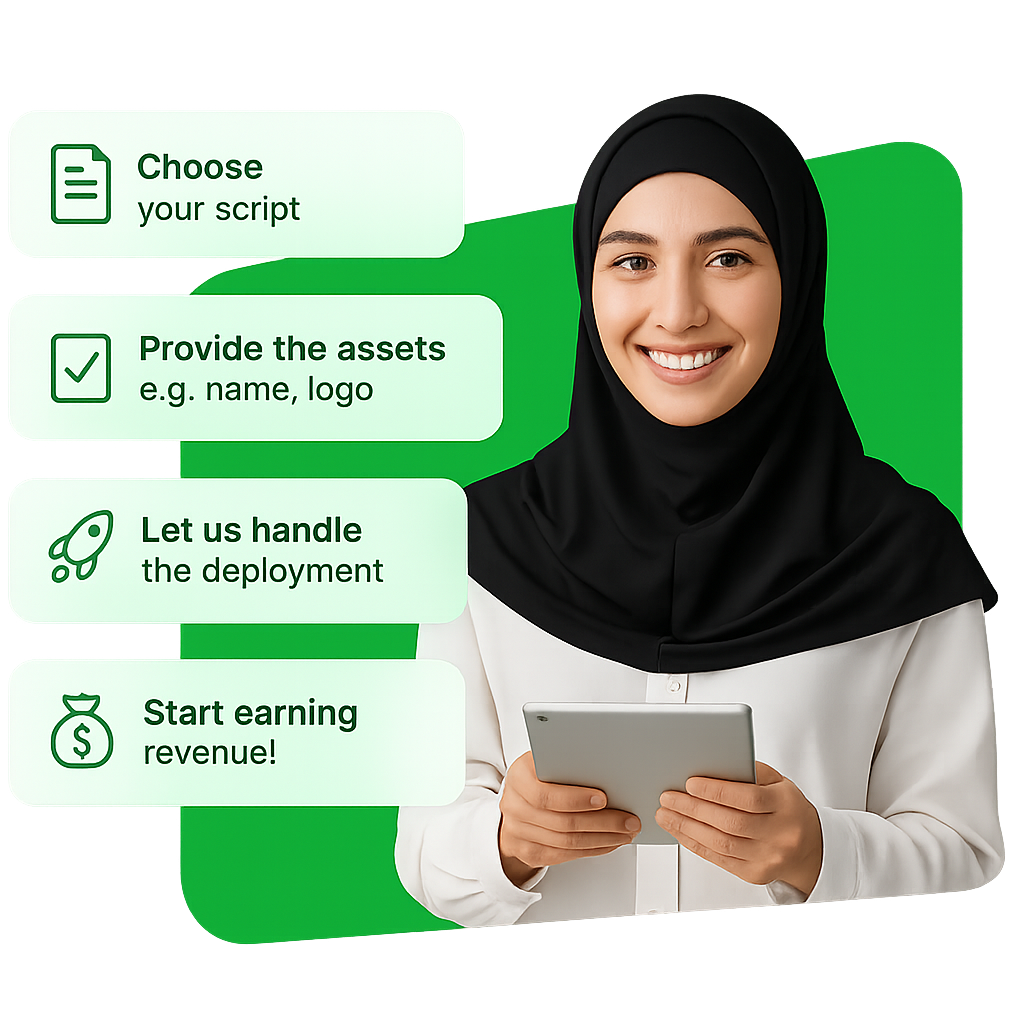 Choose
your script
Provide the assets
e.g. name, logo
Let us handle
the deployment
$
Start earning
revenue!